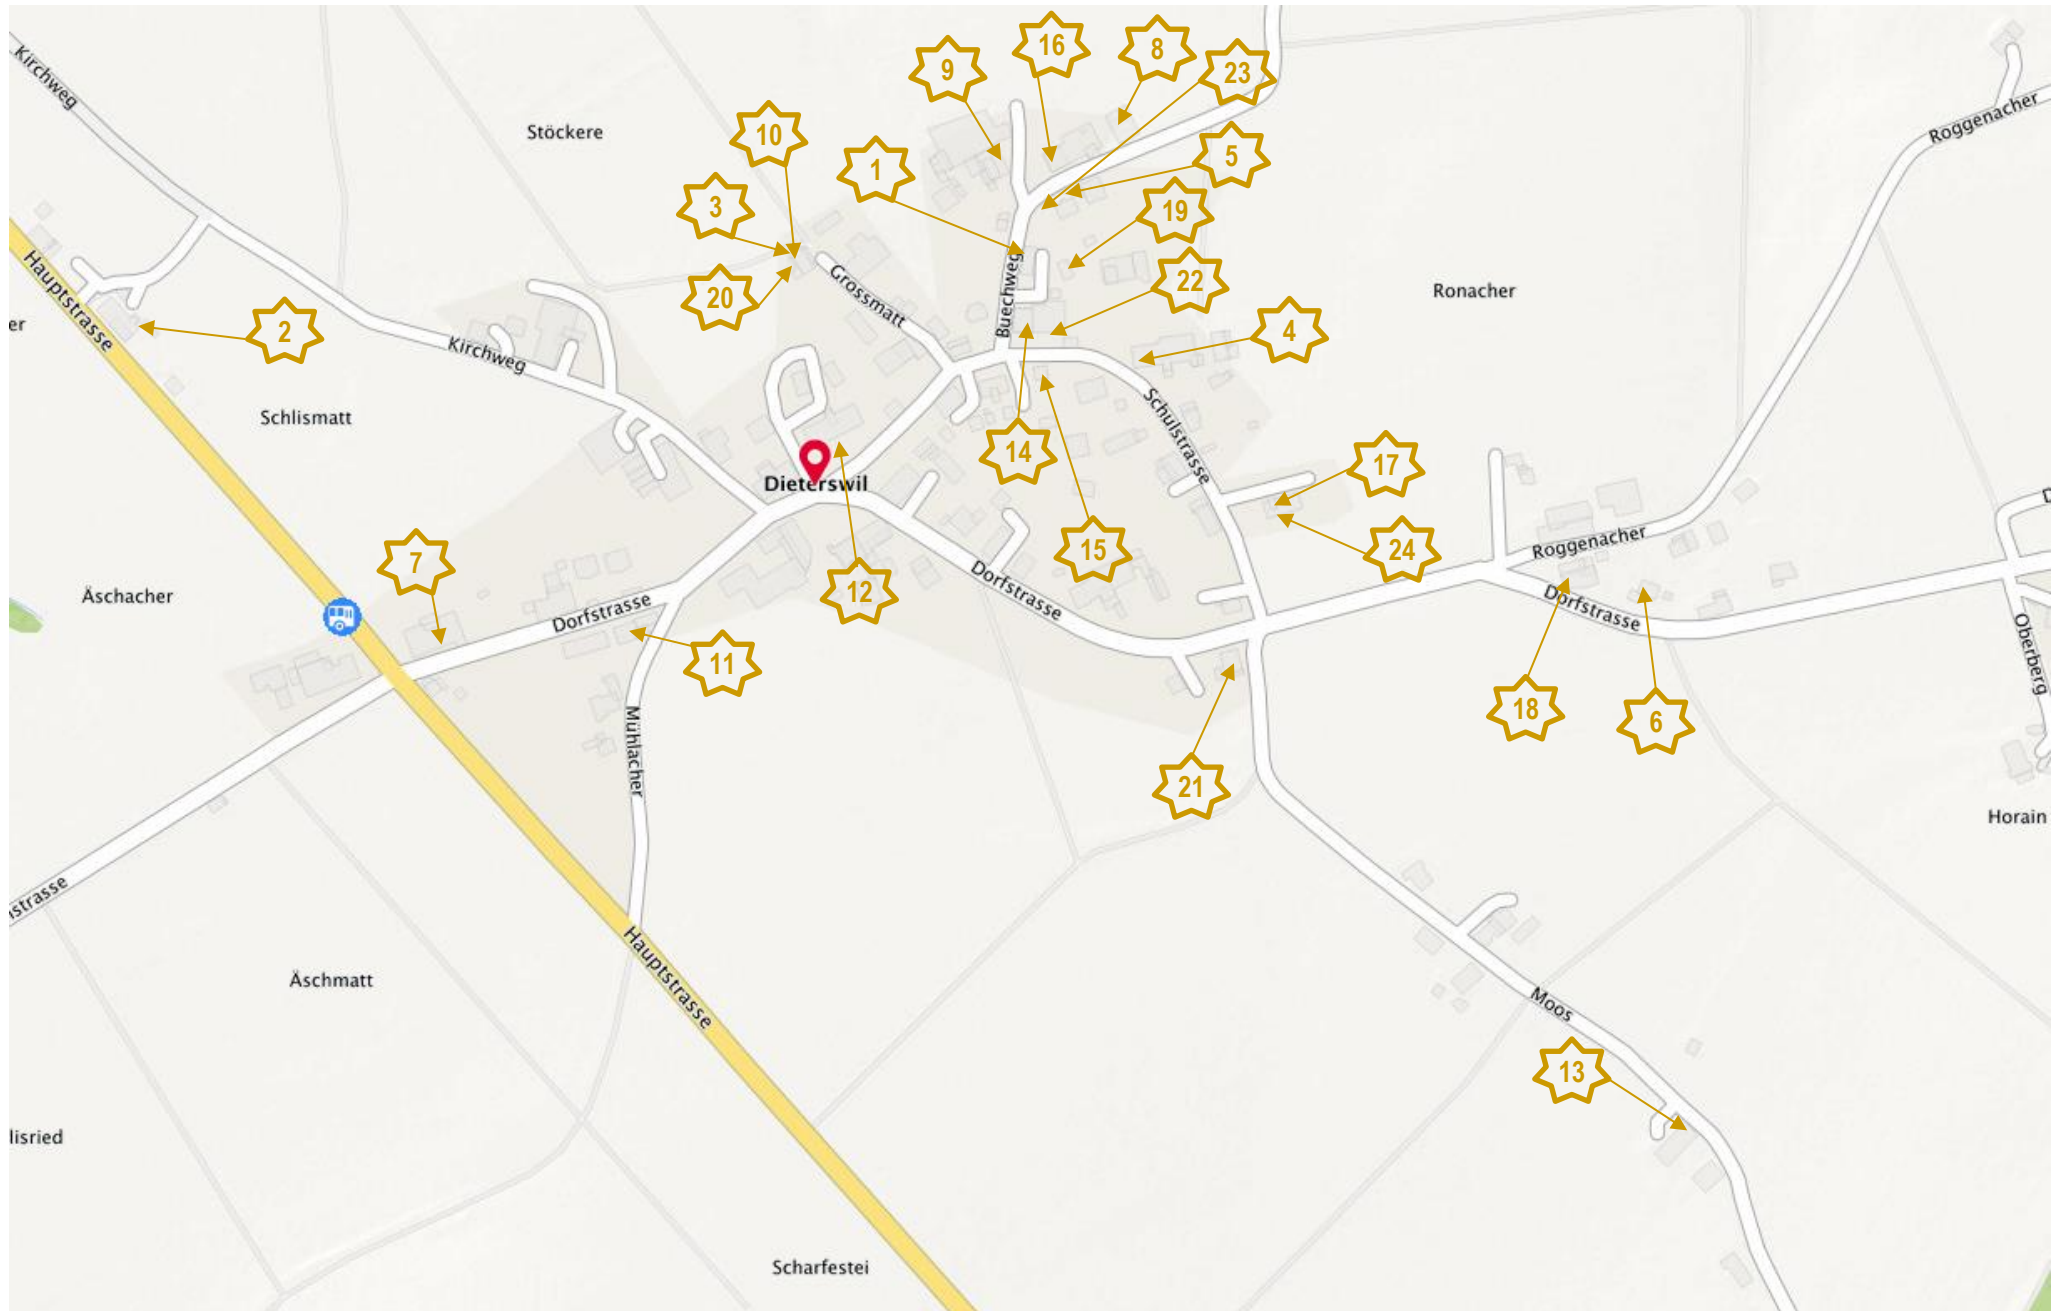 Kirchweg
Stöckere
9
16
8
23
10
1
5
Roggenacher
3
19
Hauptstrasse
20
Grossmatt
Buechweg
22
Ronacher
er
2
Kirchweg
4
Schlismatt
Schulstrasse
14
17
Dieterswil
24
15
7
12
Äschacher
Dorfstrasse
Dorfstrasse
Roggenacher
Dorfstrasse
D
11
18
6
Oberberg
Mühlacher
21
Horain
strasse
Äschmatt
Hauptstrasse
Moos
13
lisried
Scharfestei